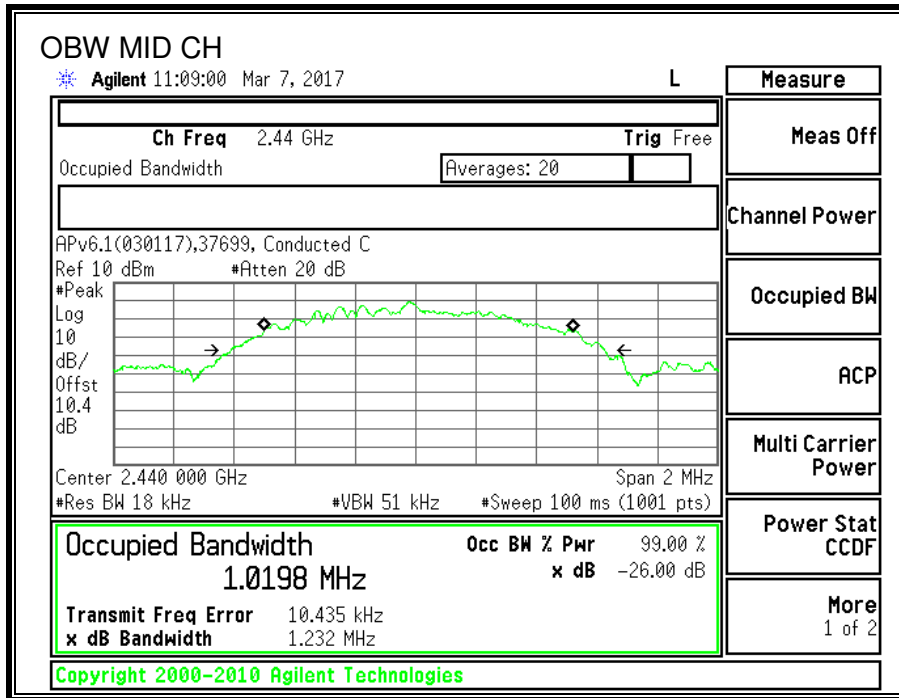 OBW MID CH
Agilent 11:09:00 Mar 7, 2017 L
Measure
Ch Freq 2.44 GHz Trig Free
Meas Off
Occupied Bandwidth Averages: 20
Channel Power
APv6.1(030117),37699, Conducted C
Ref 10 dBm #Atten 20 dB
#Peak
Log
10
dB/
Offst
10.4
dB
Occupied BW
ACP
Multi Carrier
Power
Center 2.440 000 GHz Span 2 MHz
#Res BW 18 kHz #VBW 51 kHz #Sweep 100 ms (1001 pts)
Power Stat
CCDF
Occupied Bandwidth Occ BW % Pwr 99.00 %
1.0198 MHz x dB -26.00 dB
Transmit Freq Error 10.435 kHz
x dB Bandwidth 1.232 MHz
More
1 of 2
Copyright 2000-2010 Agilent Technologies